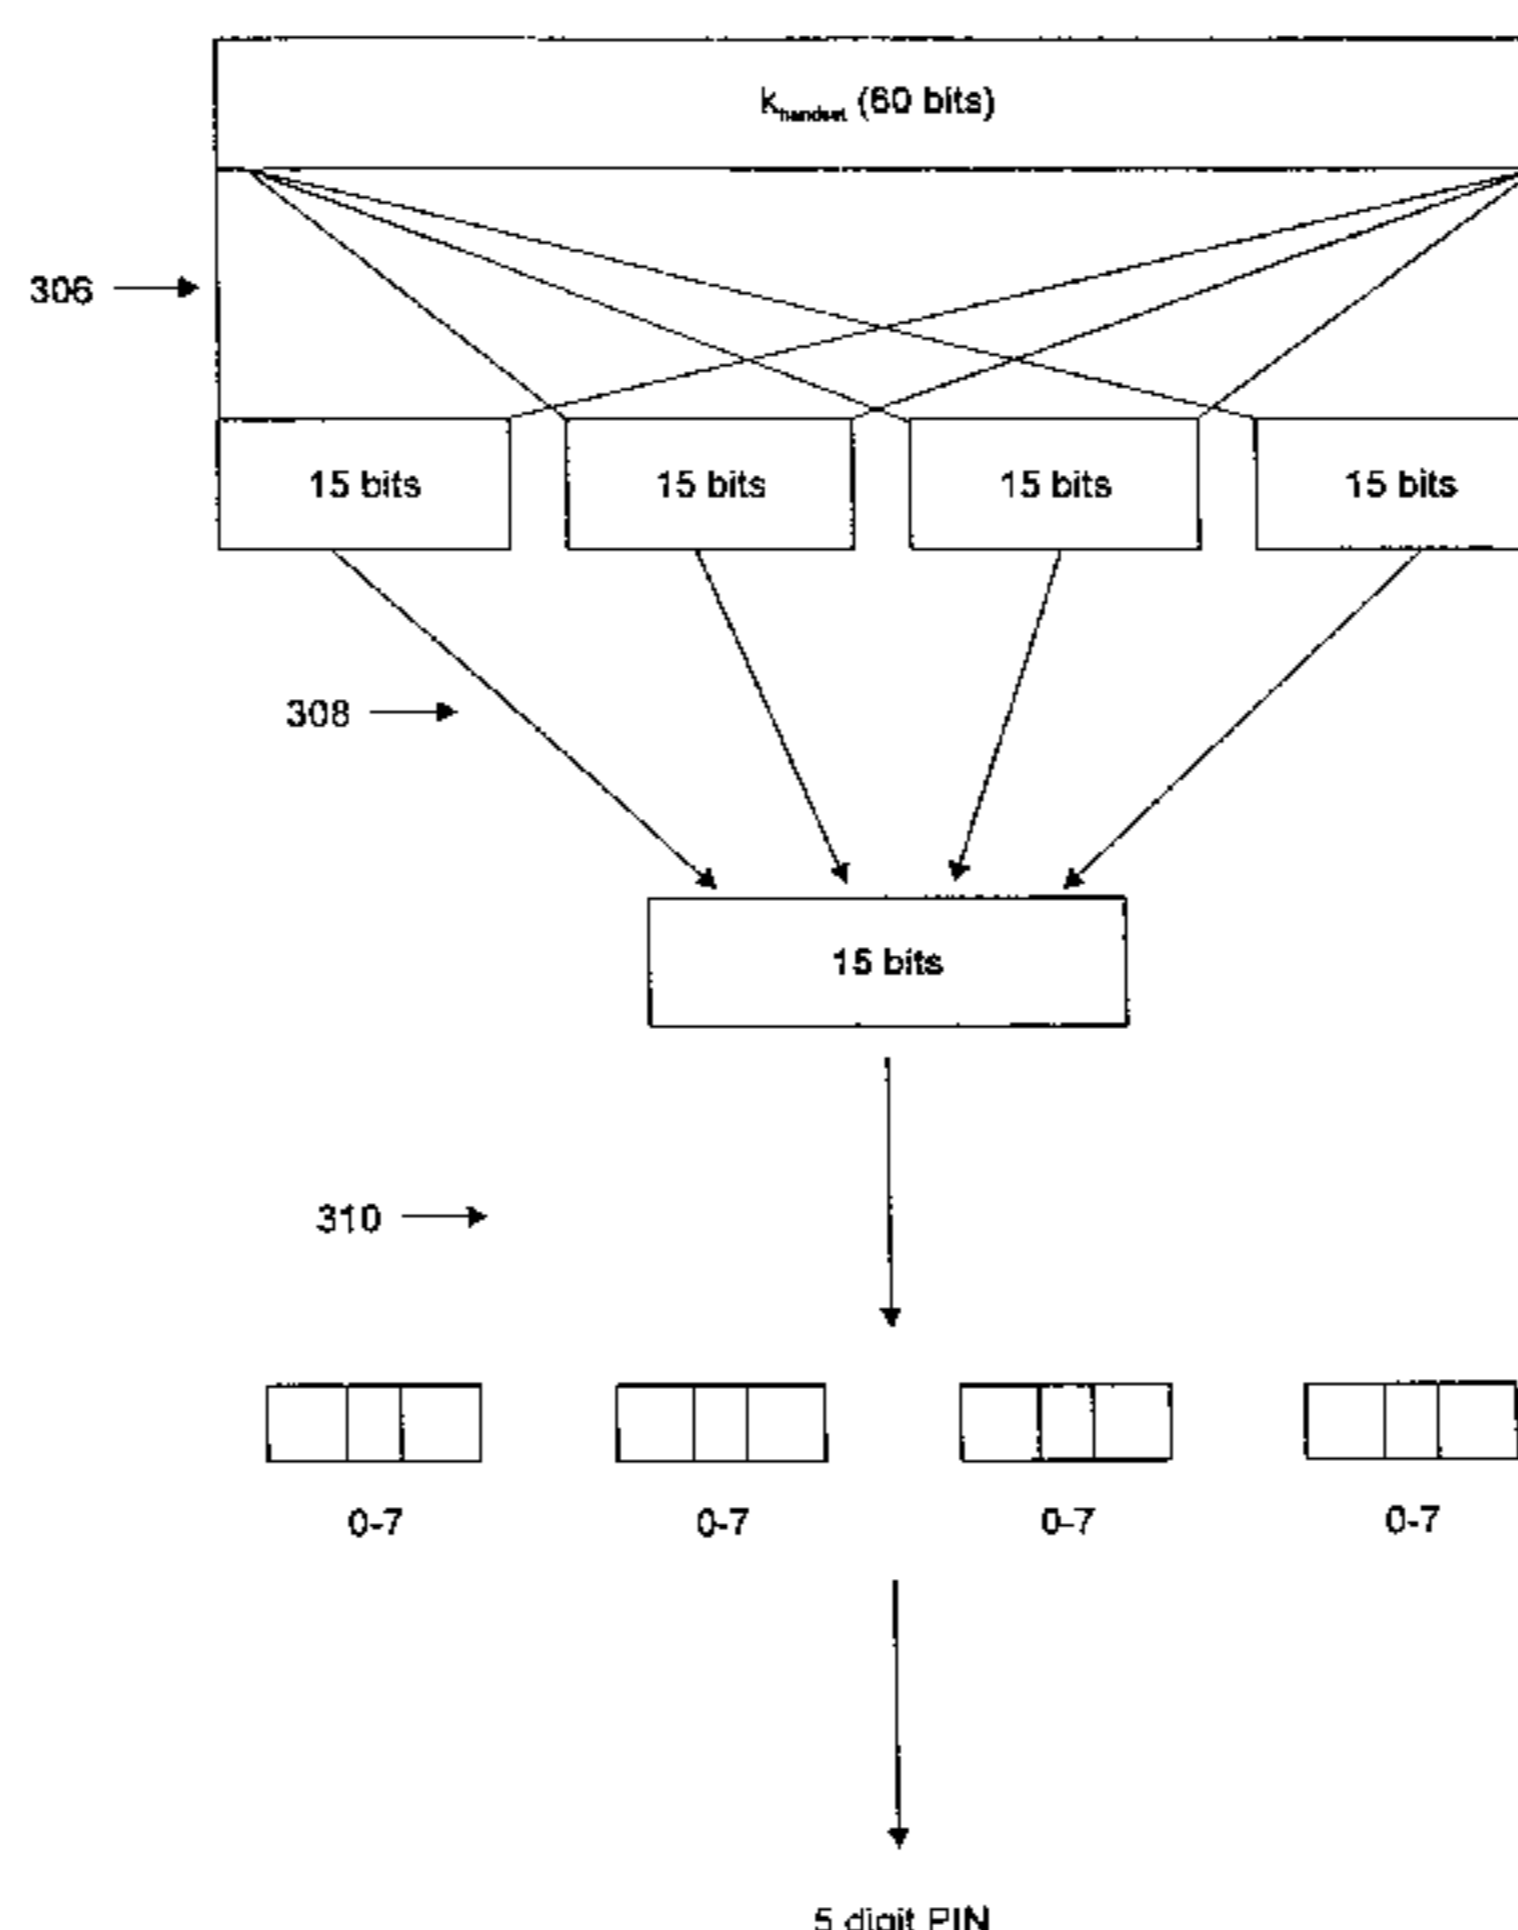 k handset (60 bits)
306
15 bits 15 bits 15 bits 15 bits
308
15 bits
310
0-7 0-7 0-7 0-7
5 digit PIN